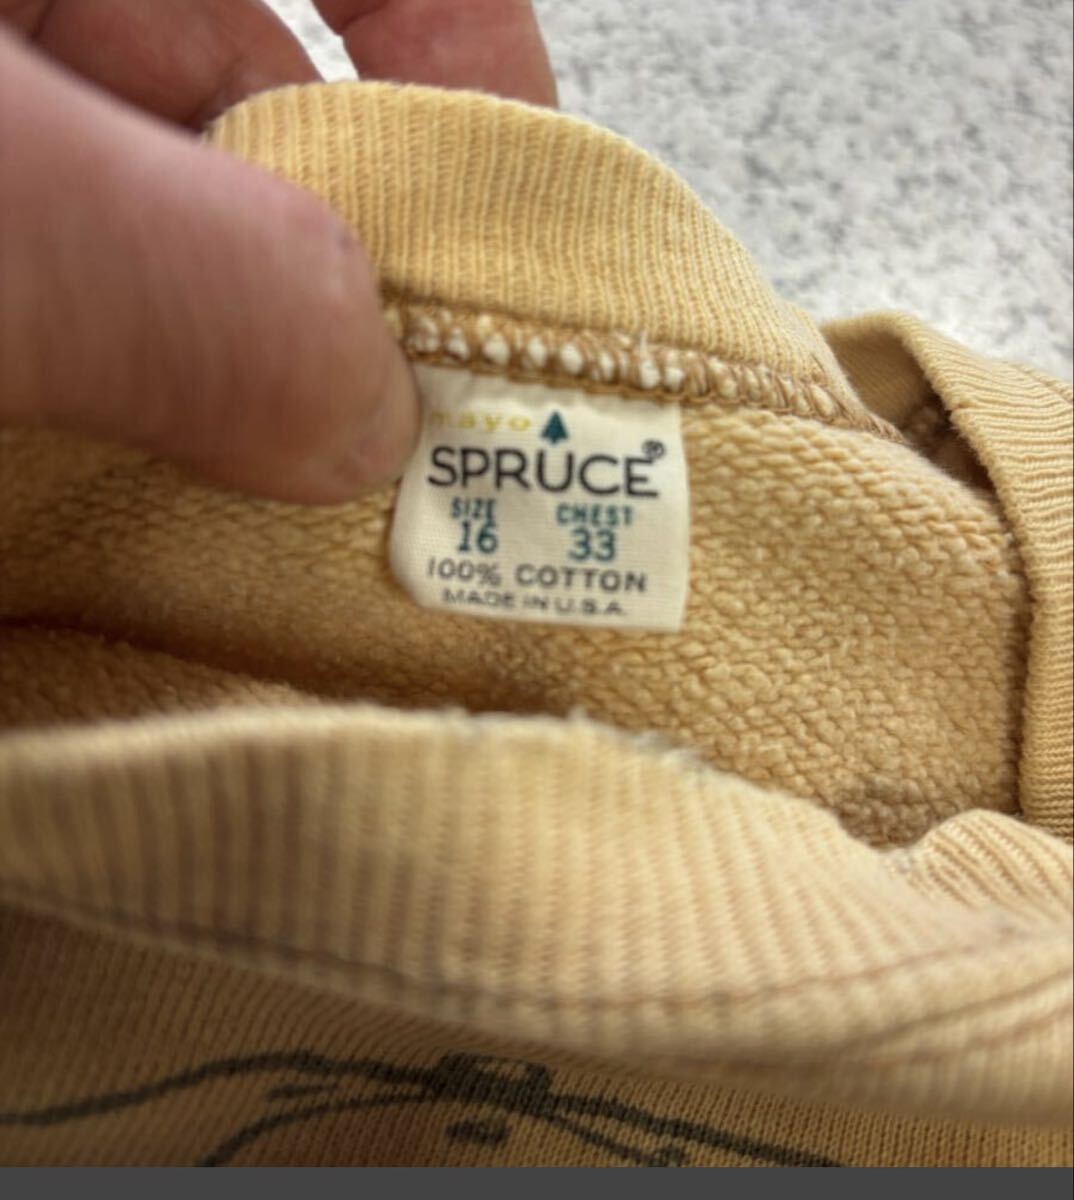 mayo
SPRUCE®
SIZE CHEST
16 33
100% COTTON
MADE IN U.S.A.